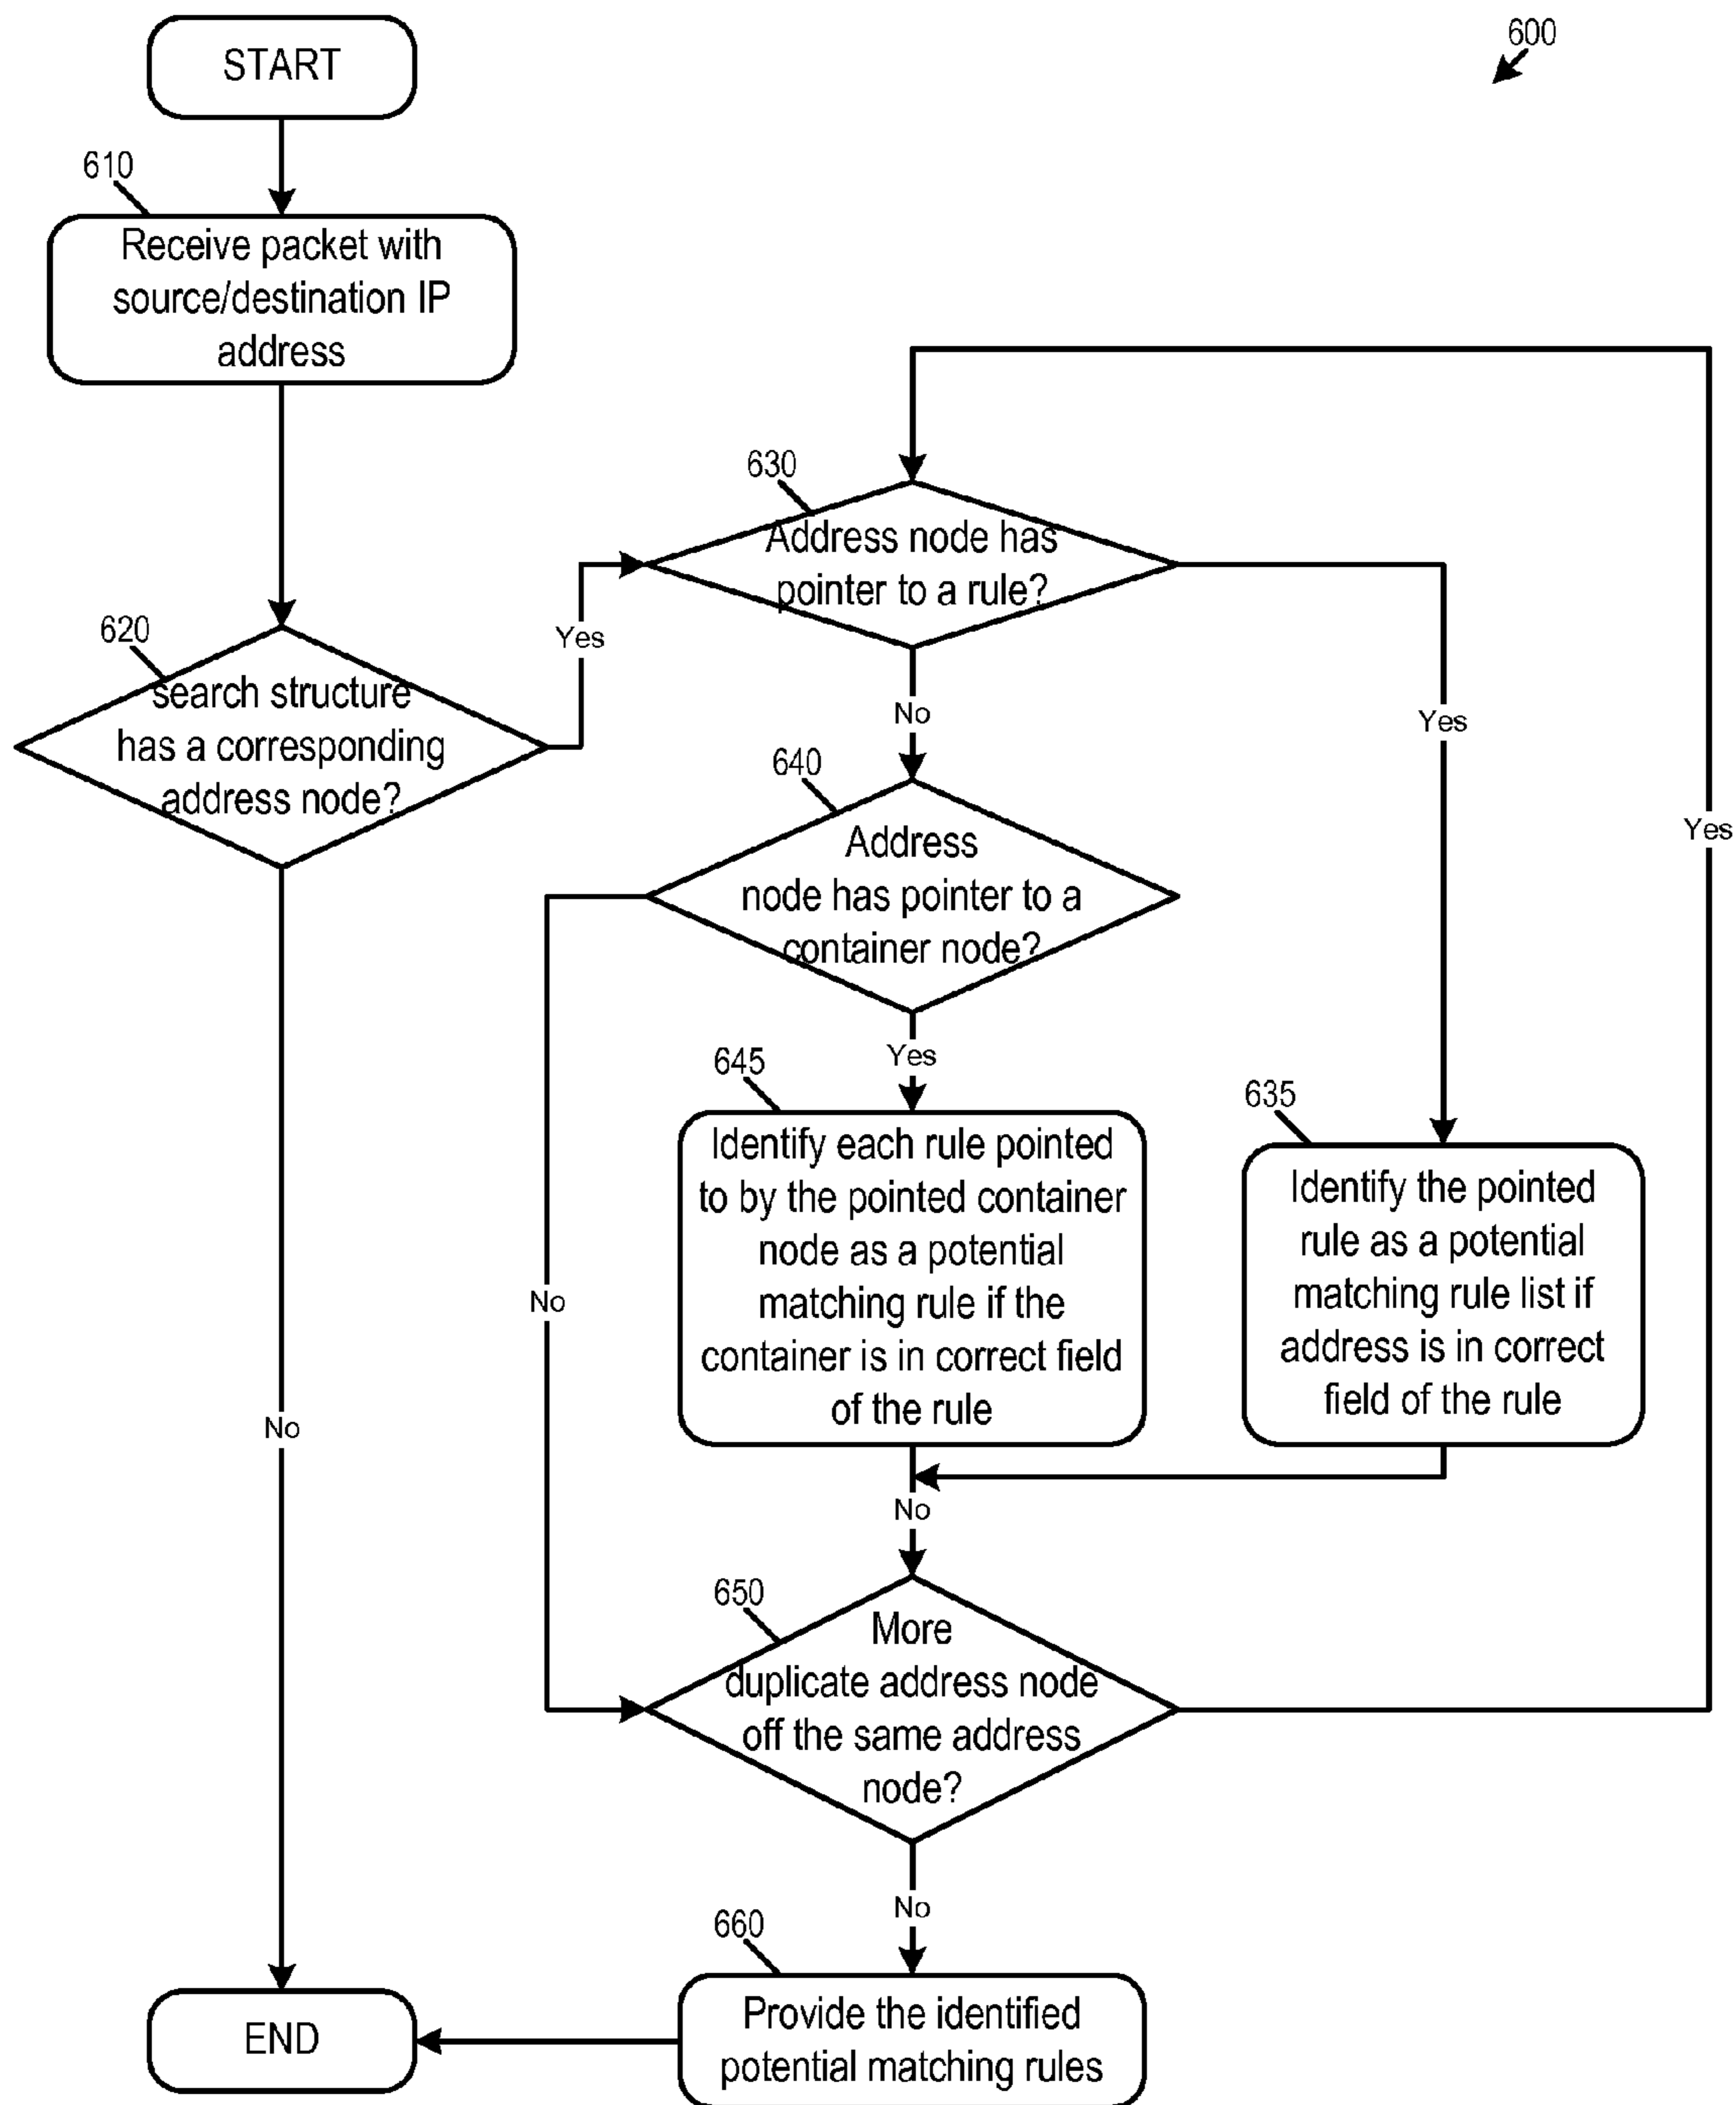 START
600
610
Receive packet with
source/destination IP
address
620
search structure
has a corresponding
address node?
Yes
No
630
Address node has
pointer to a rule?
No
Yes
640
Address
node has pointer to a
container node?
No
Yes
645
Identify each rule pointed
to by the pointed container
node as a potential
matching rule if the
container is in correct field
of the rule
635
Identify the pointed
rule as a potential
matching rule list if
address is in correct
field of the rule
No
650
More
duplicate address node
off the same address
node?
Yes
No
660
Provide the identified
potential matching rules
END